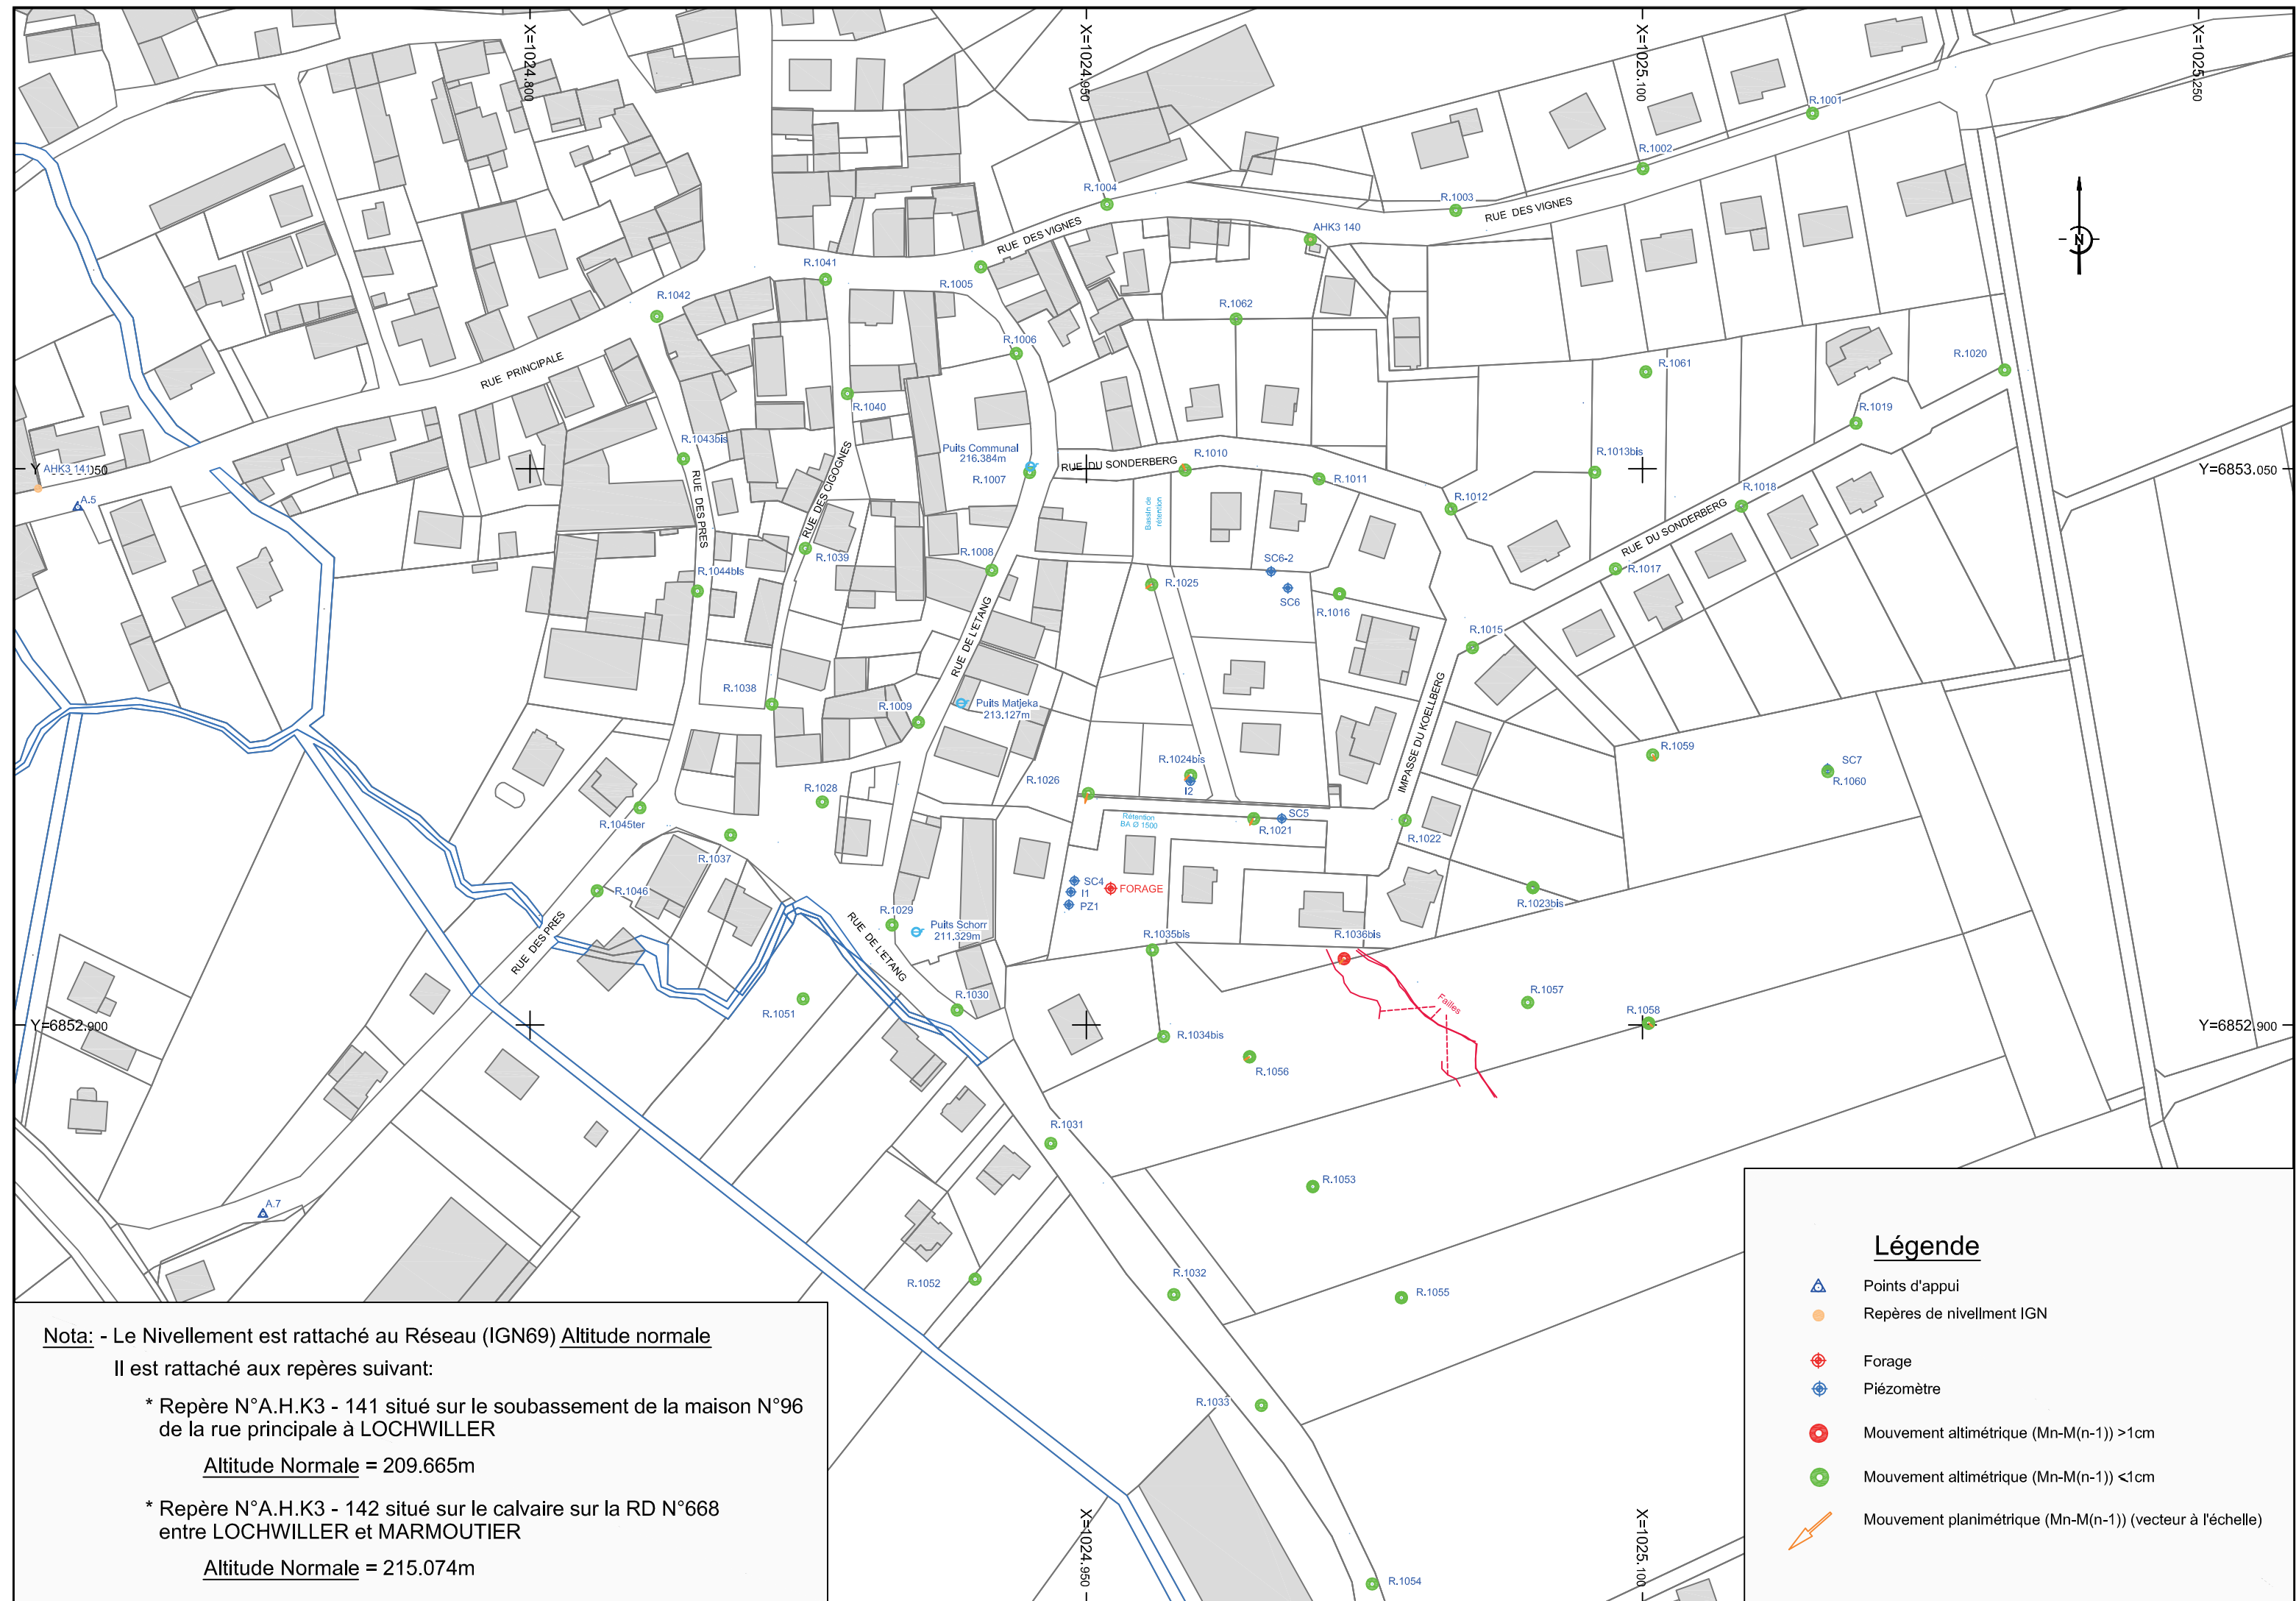 X=1024.800
X=1024.950
X=1025.100
X=1025.250
R.1001
R.1002
R.1003
R.1004
RUE DES VIGNES
RUE DES VIGNES
AHK3 140
N
R.1041
R.1005
R.1042
R.1062
R.1006
R.1061
R.1020
RUE PRINCIPALE
R.1040
R.1019
R.1043bis
Puits Communal
216.384m
R.1007
RUE DU SONDERBERG
R.1010
R.1011
R.1013bis
AHK3 141
Y=6853.050
A.5
RUE DES PRES
RUE DES CIGOGNES
Bassin de
rétention
R.1012
R.1018
RUE DU SONDERBERG
R.1039
R.1008
SC6-2
R.1044bis
R.1025
SC6
R.1016
R.1017
RUE DE L'ETANG
R.1015
R.1038
R.1009
Puits Matjeka
213.127m
IMPASSE DU KOELLBERG
R.1059
R.1024bis
I2
SC7
R.1060
R.1026
R.1028
R.1045ter
Rétention
BA Ø 1500
SC5
R.1021
R.1022
R.1037
R.1046
SC4
I1
PZ1
FORAGE
R.1023bis
RUE DES PRES
RUE DE L'ETANG
R.1029
Puits Schorr
211.329m
R.1035bis
R.1036bis
Failles
R.1030
R.1051
R.1057
R.1058
Y=6852.900
Y=6852.900
R.1034bis
R.1056
R.1031
R.1053
A.7
R.1052
R.1032
R.1055
R.1033
R.1054
X=1024.950
X=1025.100
Nota: - Le Nivellement est rattaché au Réseau (IGN69) Altitude normale
Il est rattaché aux repères suivant:
* Repère N°A.H.K3 - 141 situé sur le soubassement de la maison N°96
de la rue principale à LOCHWILLER
Altitude Normale = 209.665m
* Repère N°A.H.K3 - 142 situé sur le calvaire sur la RD N°668
entre LOCHWILLER et MARMOUTIER
Altitude Normale = 215.074m
Légende
Points d'appui
Repères de nivellment IGN
Forage
Piézomètre
Mouvement altimétrique (Mn-M(n-1)) >1cm
Mouvement altimétrique (Mn-M(n-1)) <1cm
Mouvement planimétrique (Mn-M(n-1)) (vecteur à l'échelle)